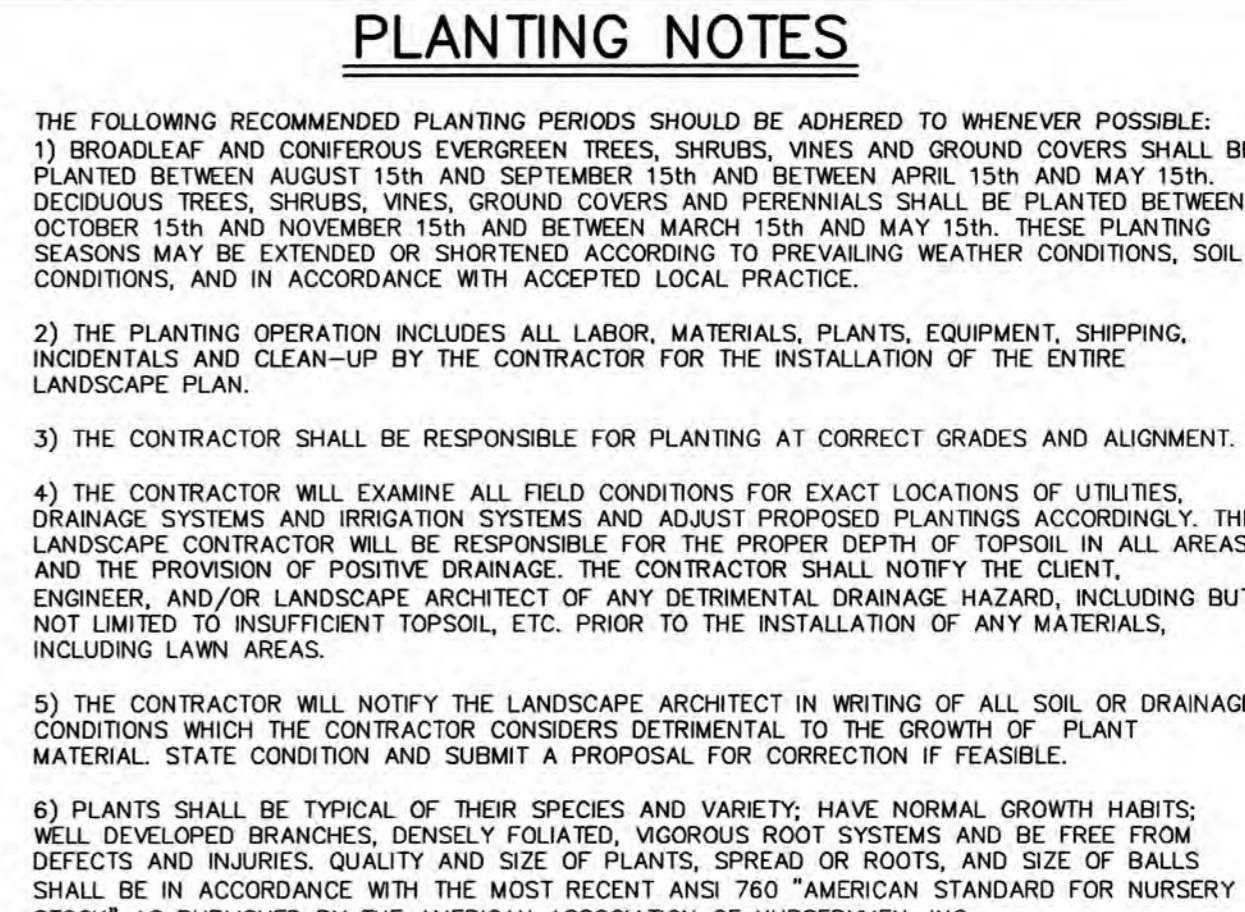 PLANTING NOTES
THE FOLLOWING RECOMMENDED PLANTING PERIODS SHOULD BE ADHERED TO WHENEVER POSSIBLE:
1) BROADLEAF AND CONIFEROUS EVERGREEN TREES, SHRUBS, VINES AND GROUND COVERS SHALL BE
PLANTED BETWEEN AUGUST 15th AND SEPTEMBER 15th AND BETWEEN APRIL 15th AND MAY 15th.
DECIDUOUS TREES, SHRUBS, VINES, GROUND COVERS AND PERENNIALS SHALL BE PLANTED BETWEEN
OCTOBER 15th AND NOVEMBER 15th AND BETWEEN MARCH 15th AND MAY 15th. THESE PLANTING
SEASONS MAY BE EXTENDED OR SHORTENED ACCORDING TO PREVAILING WEATHER CONDITIONS, SOIL
CONDITIONS, AND IN ACCORDANCE WITH ACCEPTED LOCAL PRACTICE.
2) THE PLANTING OPERATION INCLUDES ALL LABOR, MATERIALS, PLANTS, EQUIPMENT, SHIPPING,
INCIDENTALS AND CLEAN-UP BY THE CONTRACTOR FOR THE INSTALLATION OF THE ENTIRE
LANDSCAPE PLAN.
3) THE CONTRACTOR SHALL BE RESPONSIBLE FOR PLANTING AT CORRECT GRADES AND ALIGNMENT.
4) THE CONTRACTOR WILL EXAMINE ALL FIELD CONDITIONS FOR EXACT LOCATIONS OF UTILITIES,
DRAINAGE SYSTEMS AND IRRIGATION SYSTEMS AND ADJUST PROPOSED PLANTINGS ACCORDINGLY. THE
LANDSCAPE CONTRACTOR WILL BE RESPONSIBLE FOR THE PROPER DEPTH OF TOPSOIL IN ALL AREAS
AND THE PROVISION OF POSITIVE DRAINAGE. THE CONTRACTOR SHALL NOTIFY THE CLIENT,
ENGINEER, AND/OR LANDSCAPE ARCHITECT OF ANY DETRIMENTAL DRAINAGE HAZARD, INCLUDING BUT
NOT LIMITED TO INSUFFICIENT TOPSOIL, ETC. PRIOR TO THE INSTALLATION OF ANY MATERIALS,
INCLUDING LAWN AREAS.
5) THE CONTRACTOR WILL NOTIFY THE LANDSCAPE ARCHITECT IN WRITING OF ALL SOIL OR DRAINAGE
CONDITIONS WHICH THE CONTRACTOR CONSIDERS DETRIMENTAL TO THE GROWTH OF PLANT
MATERIAL. STATE CONDITION AND SUBMIT A PROPOSAL FOR CORRECTION IF FEASIBLE.
6) PLANTS SHALL BE TYPICAL OF THEIR SPECIES AND VARIETY; HAVE NORMAL GROWTH HABITS;
WELL DEVELOPED BRANCHES, DENSELY FOLIATED, VIGOROUS ROOT SYSTEMS AND BE FREE FROM
DEFECTS AND INJURIES. QUALITY AND SIZE OF PLANTS, SPREAD OR ROOTS, AND SIZE OF BALLS
SHALL BE IN ACCORDANCE WITH THE MOST RECENT ANSI 760 "AMERICAN STANDARD FOR NURSERY